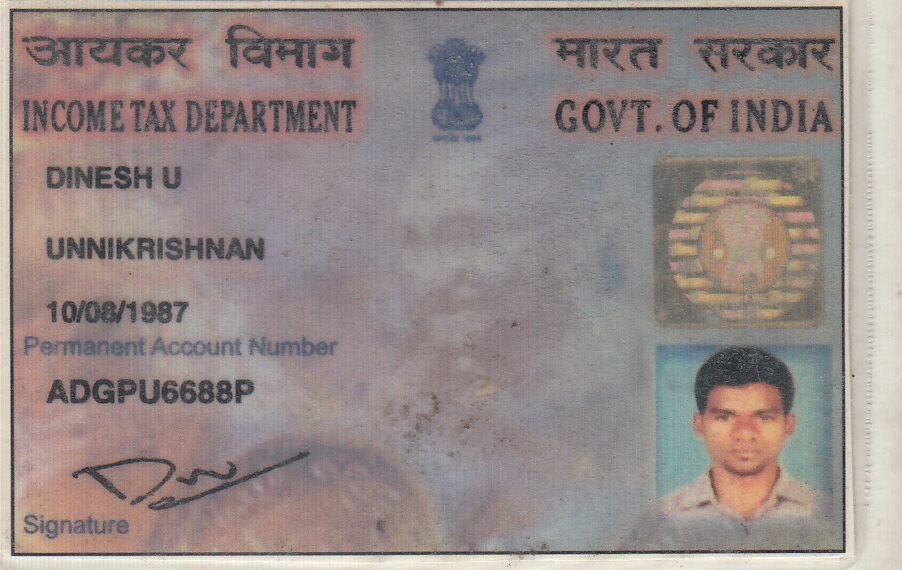 आयकर विभाग
भारत सरकार
INCOME TAX DEPARTMENT
GOVT. OF INDIA
DINESH U
UNNIKRISHNAN
10/08/1987
Permanent Account Number
ADGPU6688P
Signature